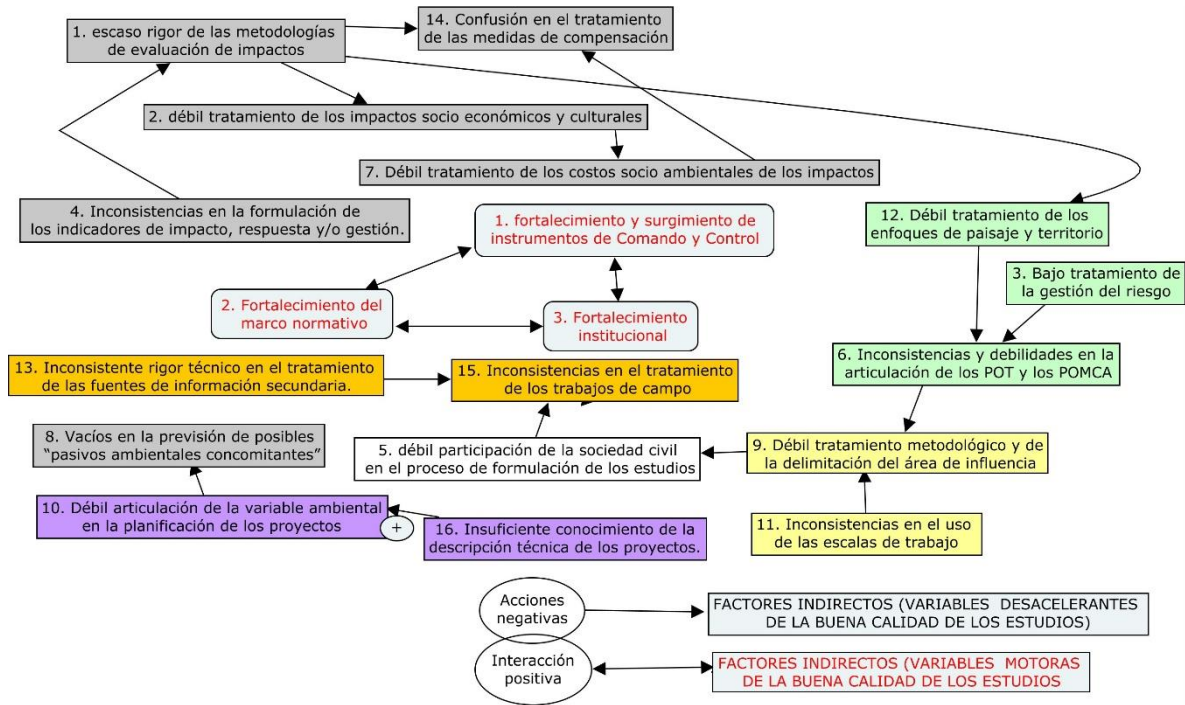 1. escaso rigor de las metodologías
de evaluación de impactos
14. Confusión en el tratamiento
de las medidas de compensación
2. débil tratamiento de los impactos socio económicos y culturales
7. Débil tratamiento de los costos socio ambientales de los impactos
4. Inconsistencias en la formulación de
los indicadores de impacto, respuesta y/o gestión.
1. fortalecimiento y surgimiento de
instrumentos de Comando y Control
12. Débil tratamiento de los
enfoques de paisaje y territorio
3. Bajo tratamiento de
la gestión del riesgo
2. Fortalecimiento del
marco normativo
3. Fortalecimiento
institucional
6. Inconsistencias y debilidades en la
articulación de los POT y los POMCA
13. Inconsistente rigor técnico en el tratamiento
de las fuentes de información secundaria.
15. Inconsistencias en el tratamiento
de los trabajos de campo
8. Vacíos en la previsión de posibles
“pasivos ambientales concomitantes”
5. débil participación de la sociedad civil
en el proceso de formulación de los estudios
9. Débil tratamiento metodológico y de
la delimitación del área de influencia
10. Débil articulación de la variable ambiental
en la planificación de los proyectos
+
16. Insuficiente conocimiento de la
descripción técnica de los proyectos.
11. Inconsistencias en el uso
de las escalas de trabajo
Acciones
negativas
FACTORES INDIRECTOS (VARIABLES DESACELERANTES
DE LA BUENA CALIDAD DE LOS ESTUDIOS)
Interacción
positiva
FACTORES INDIRECTOS (VARIABLES MOTORAS
DE LA BUENA CALIDAD DE LOS ESTUDIOS